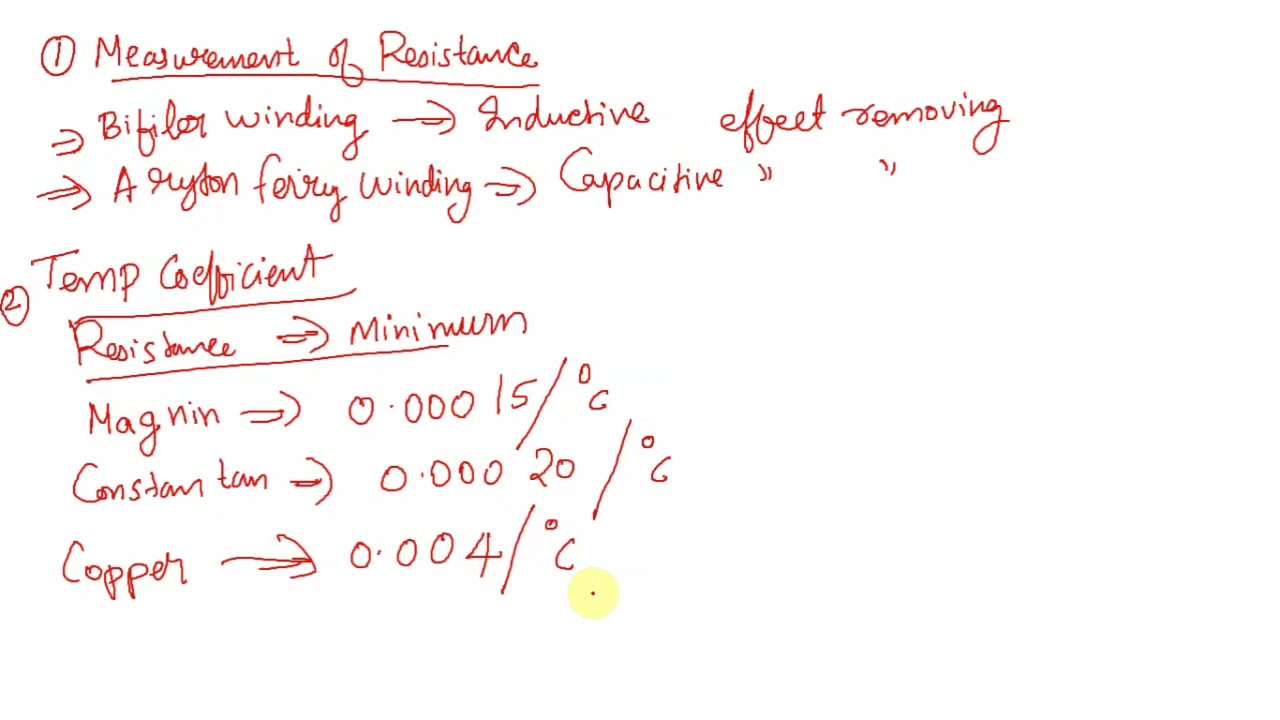 ① Measurement of Resistance
⇒ Bifilar winding → Inductive effect removing
⇒ Aryton ferry winding ⇒ Capacitive " "
② Temp Coefficient
Resistance ⇒ Minimum
Magnin ⇒ 0.00015/°C
Constantan ⇒ 0.00020/°C
Copper → 0.004/°C